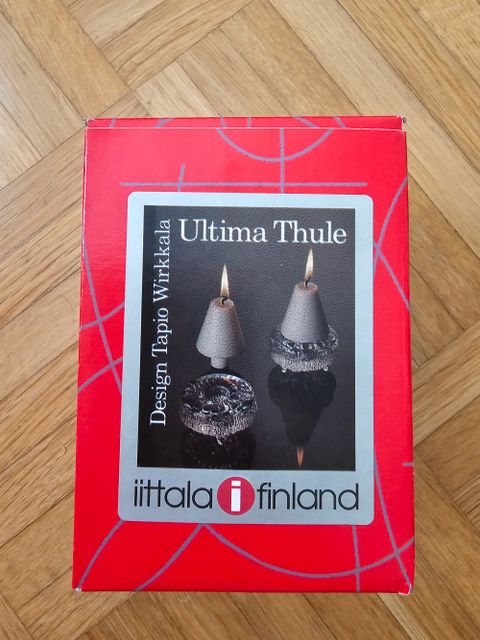 Ultima Thule
Design Tapio Wirkkala
iittala i finland